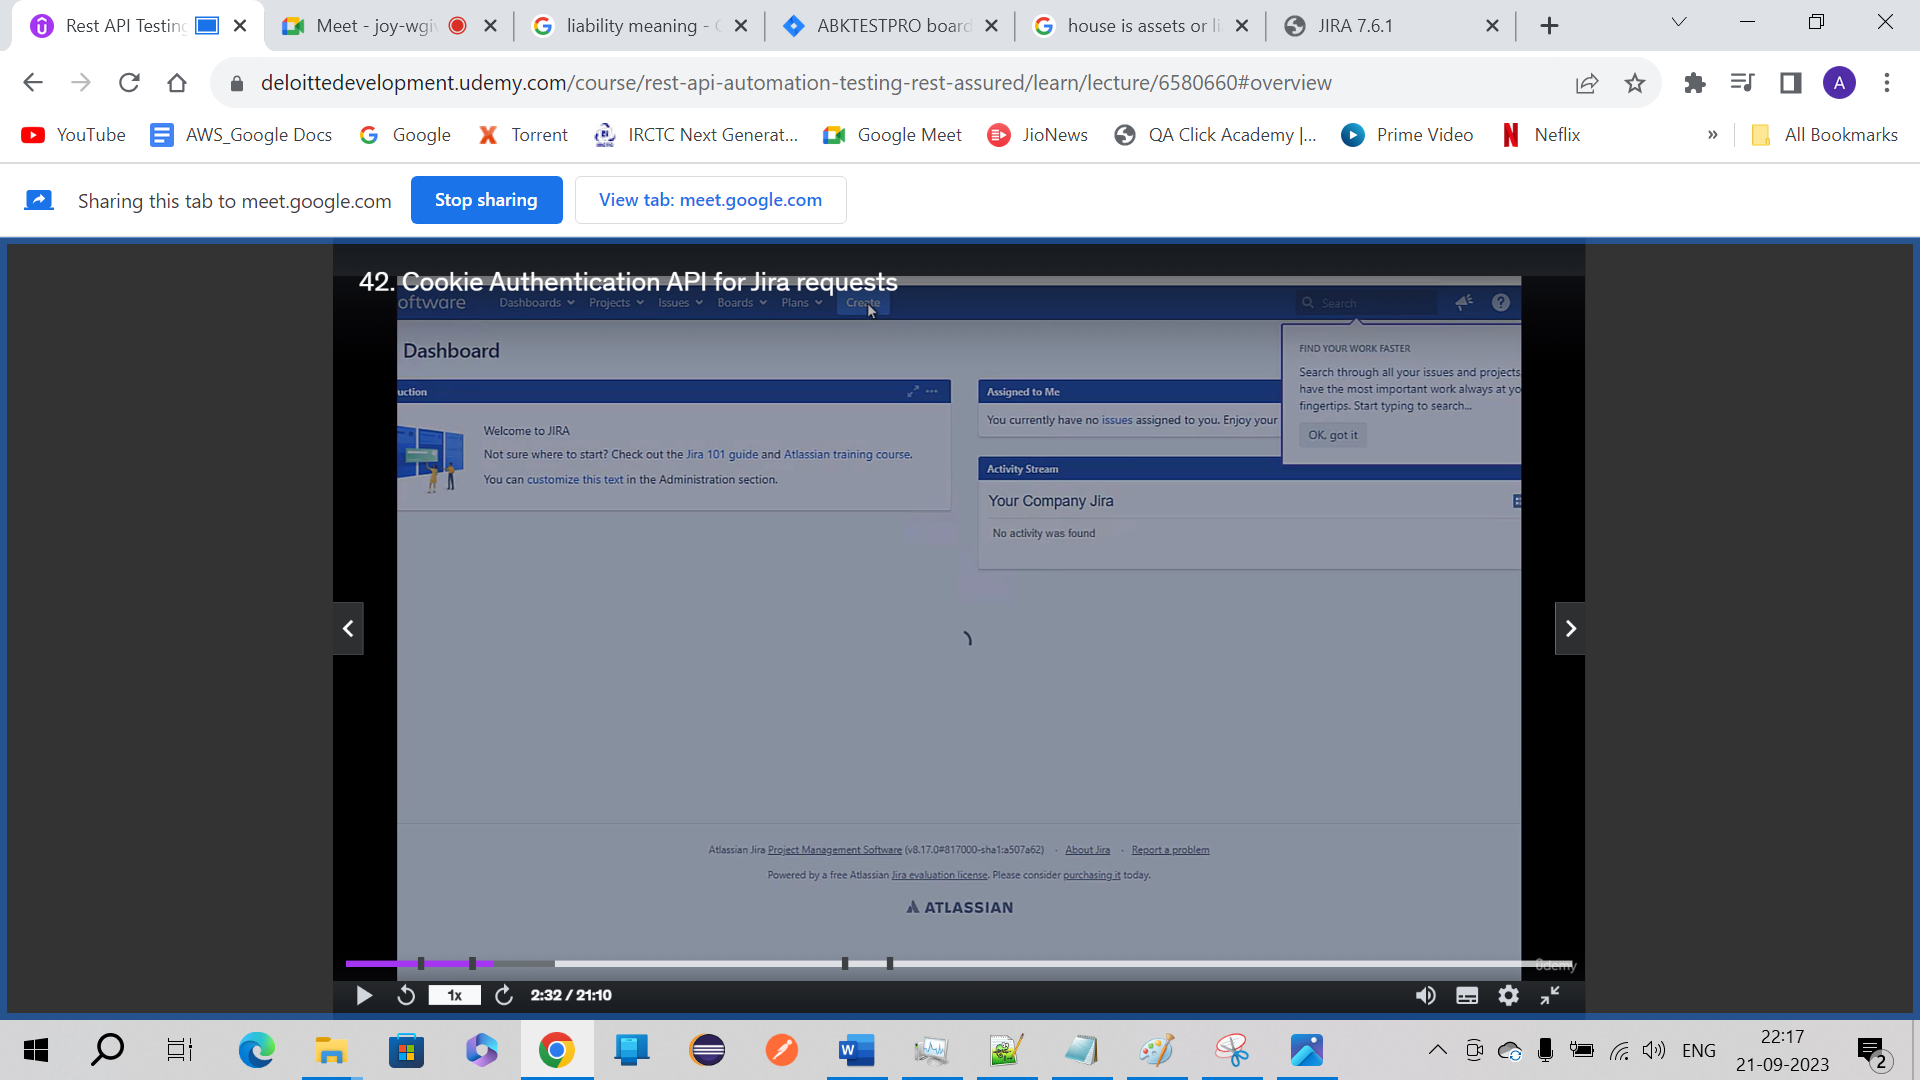 Rest API Testing
Meet - joy-wgiv
liability meaning - G
ABKTESTPRO board
house is assets or li
JIRA 7.6.1
deloittedevelopment.udemy.com/course/rest-api-automation-testing-rest-assured/learn/lecture/6580660#overview
A
YouTube
AWS_Google Docs
Google
Torrent
IRCTC Next Generat...
Google Meet
JioNews
QA Click Academy |...
Prime Video
Neflix
»
All Bookmarks
Sharing this tab to meet.google.com
Stop sharing
View tab: meet.google.com
42. Cookie Authentication API for Jira requests
oftware
Dashboards
Projects
Issues
Boards
Plans
Create
Search
Dashboard
FIND YOUR WORK FASTER
Search through all your issues and projects
have the most important work always at yo
fingertips. Start typing to search...
OK, got it
uction
Welcome to JIRA
Not sure where to start? Check out the Jira 101 guide and Atlassian training course.
You can customize this text in the Administration section.
Assigned to Me
You currently have no issues assigned to you. Enjoy your
Activity Stream
Your Company Jira
No activity was found
Atlassian Jira Project Management Software (v8.17.0#817000-sha1:a507a62) · About Jira · Report a problem
Powered by a free Atlassian Jira evaluation license. Please consider purchasing it today.
ATLASSIAN
ûdemy
1x
2:32 / 21:10
ENG
22:17
21-09-2023
2